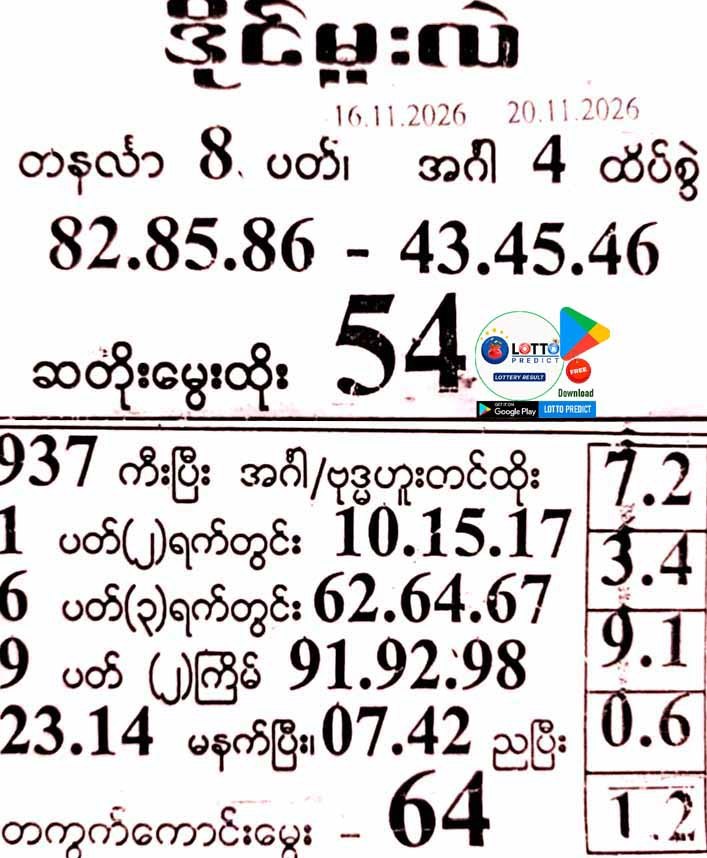 ဒိုင်မှူးလဲ
16.11.2026 20.11.2026
တနင်္လာ 8 ပတ်၊ အင်္ဂါ 4 ထိပ်စွဲ
82.85.86 - 43.45.46
ဆတိုးမွေးထိုး 54
LOTTO
PREDICT
LOTTERY RESULT
FREE
Download
GET IT ON
Google Play LOTTO PREDICT
937 ကီးပြီး အင်္ဂါ/ဗုဒ္ဓဟူးတင်ထိုး 7.2
1 ပတ်(၂)ရက်တွင်း 10.15.17 3.4
6 ပတ်(၃)ရက်တွင်း 62.64.67
9 ပတ် (၂)ကြိမ် 91.92.98 9.1
23.14 မနက်ပြီး၊ 07.42 ညပြီး 0.6
တကွက်ကောင်းမွေး - 64 1.2